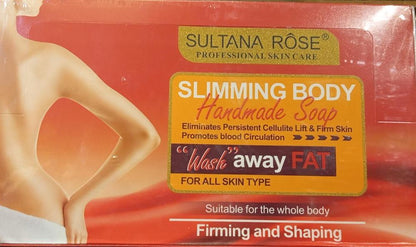 SULTANA RÔSE®
PROFESSIONAL SKIN CARE
SLIMMING BODY
Handmade Soap
Eliminates Persistent Cellulite Lift & Firm Skin
Promotes blood Circulation
"Wash" away FAT
FOR ALL SKIN TYPE
Suitable for the whole body
Firming and Shaping